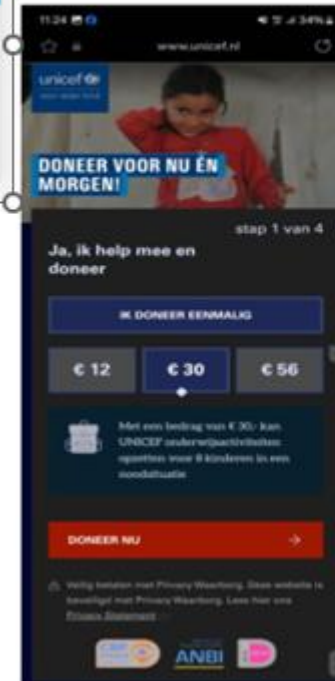 11:24
34%
www.unicef.nl
unicef
DONEER VOOR NU ÉN
MORGEN!
stap 1 van 4
Ja, ik help mee en
doneer
IK DONEER EENMALIG
€ 12
€ 30
€ 56
Met een bedrag van € 30,- kan
UNICEF onderwijsactiviteiten
opzetten voor 8 kinderen in een
noodsituatie
DONEER NU →
Veilig betalen met Privacy Waarborg. Deze website is
beveiligd met Privacy Waarborg. Lees hier ons
Privacy Statement
CBF
ANBI